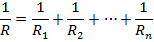 1/R = 1/R₁ + 1/R₂ + ⋯ + 1/Rₙ